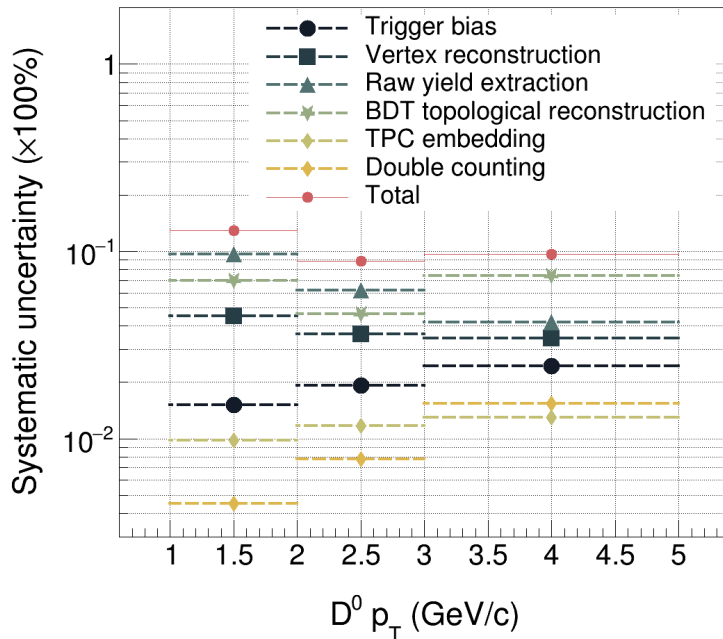 Trigger bias
Vertex reconstruction
Raw yield extraction
BDT topological reconstruction
TPC embedding
Double counting
Total
Systematic uncertainty (×100%)
1
10⁻¹
10⁻²
1 1.5 2 2.5 3 3.5 4 4.5 5
D⁰ p_T (GeV/c)